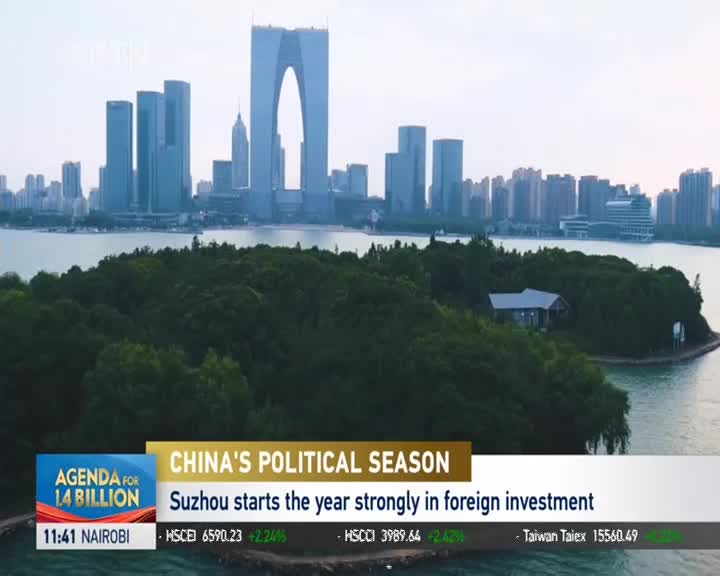 CHINA'S POLITICAL SEASON
AGENDA FOR
1.4 BILLION
Suzhou starts the year strongly in foreign investment
11:41 NAIROBI
- HSCEI 6590.23 +2.24% - HSCCI 3989.64 +2.42% - Taiwan Taiex 15560.49